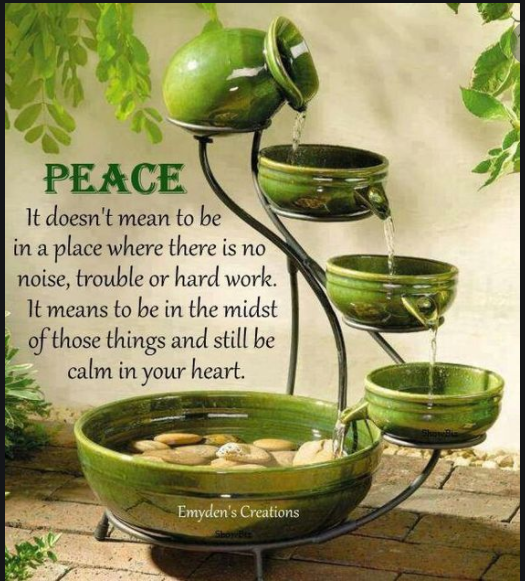 PEACE
It doesn't mean to be
in a place where there is no
noise, trouble or hard work.
It means to be in the midst
of those things and still be
calm in your heart.
Emyden's Creations